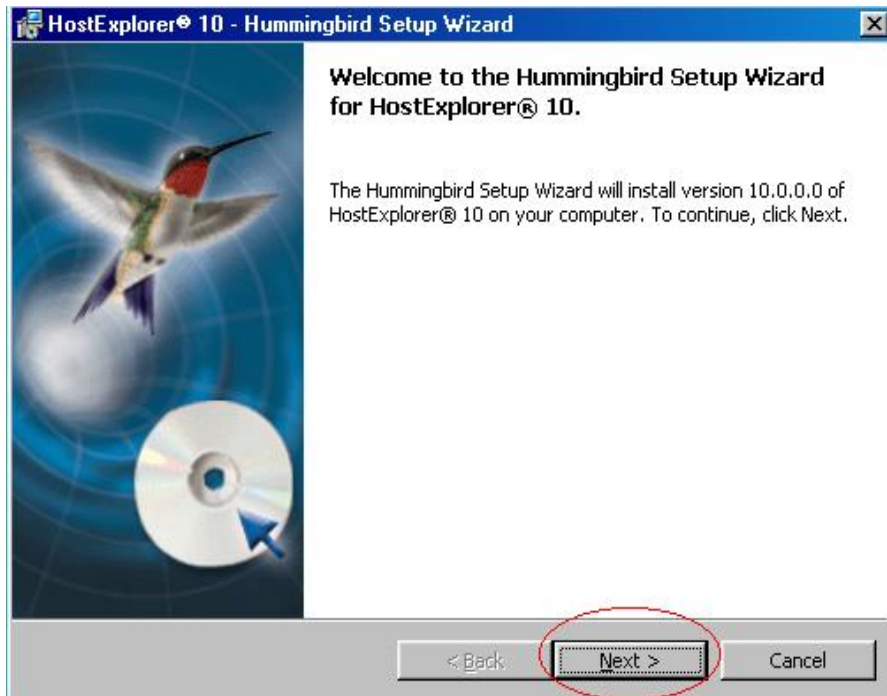 HostExplorer® 10 - Hummingbird Setup Wizard
Welcome to the Hummingbird Setup Wizard
for HostExplorer® 10.
The Hummingbird Setup Wizard will install version 10.0.0.0 of
HostExplorer® 10 on your computer. To continue, click Next.
< Back
Next >
Cancel